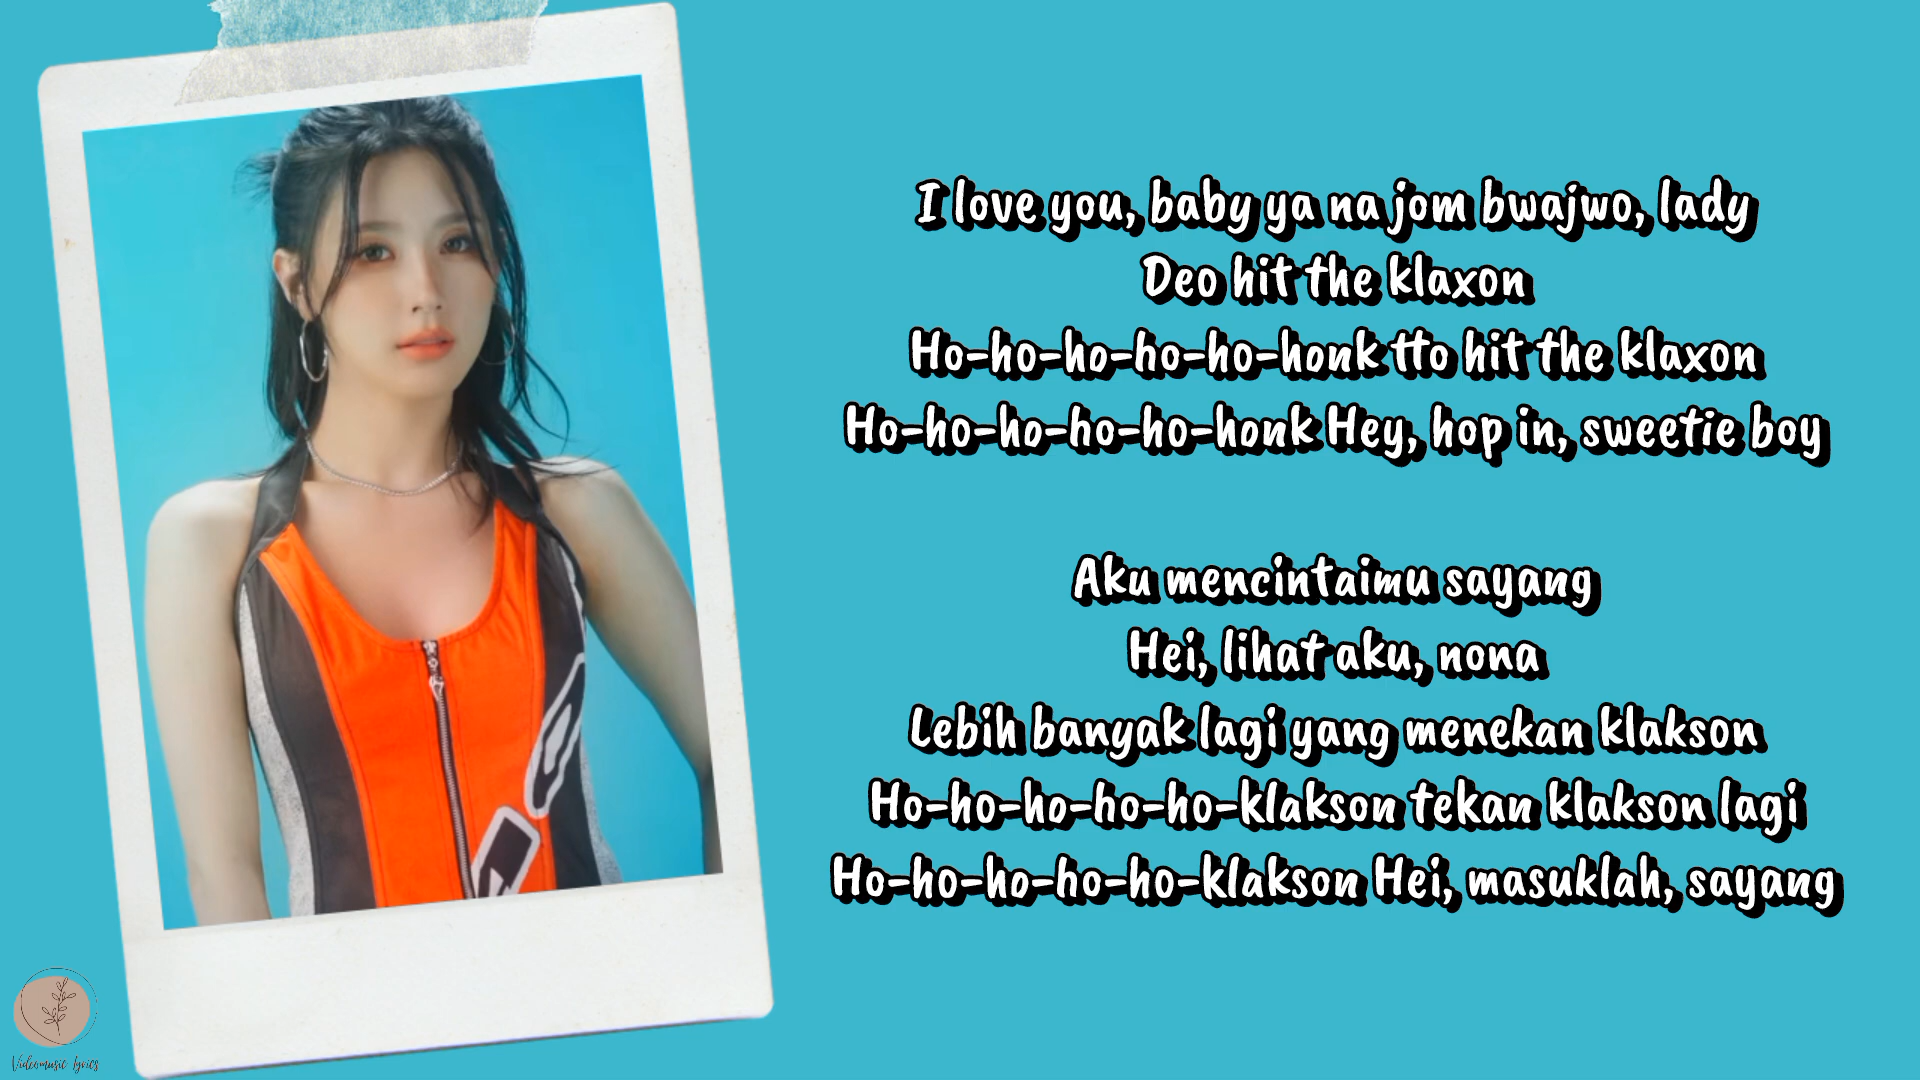 I love you, baby ya na jom bwajwo, lady
Deo hit the klaxon
Ho-ho-ho-ho-ho-honk tto hit the klaxon
Ho-ho-ho-ho-ho-honk Hey, hop in, sweetie boy
Aku mencintaimu sayang
Hei, lihat aku, nona
Lebih banyak lagi yang menekan klakson
Ho-ho-ho-ho-ho-klakson tekan klakson lagi
Ho-ho-ho-ho-ho-klakson Hei, masuklah, sayang
Videomusic lyrics